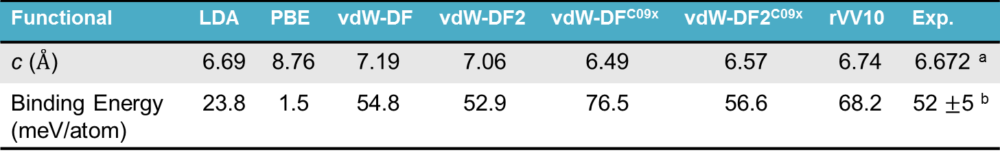 Functional LDA PBE vdW-DF vdW-DF2 vdW-DF^C09x vdW-DF2^C09x rVV10 Exp.
c (Å) 6.69 8.76 7.19 7.06 6.49 6.57 6.74 6.672 ^a
Binding Energy 23.8 1.5 54.8 52.9 76.5 56.6 68.2 52 ±5 ^b
(meV/atom)